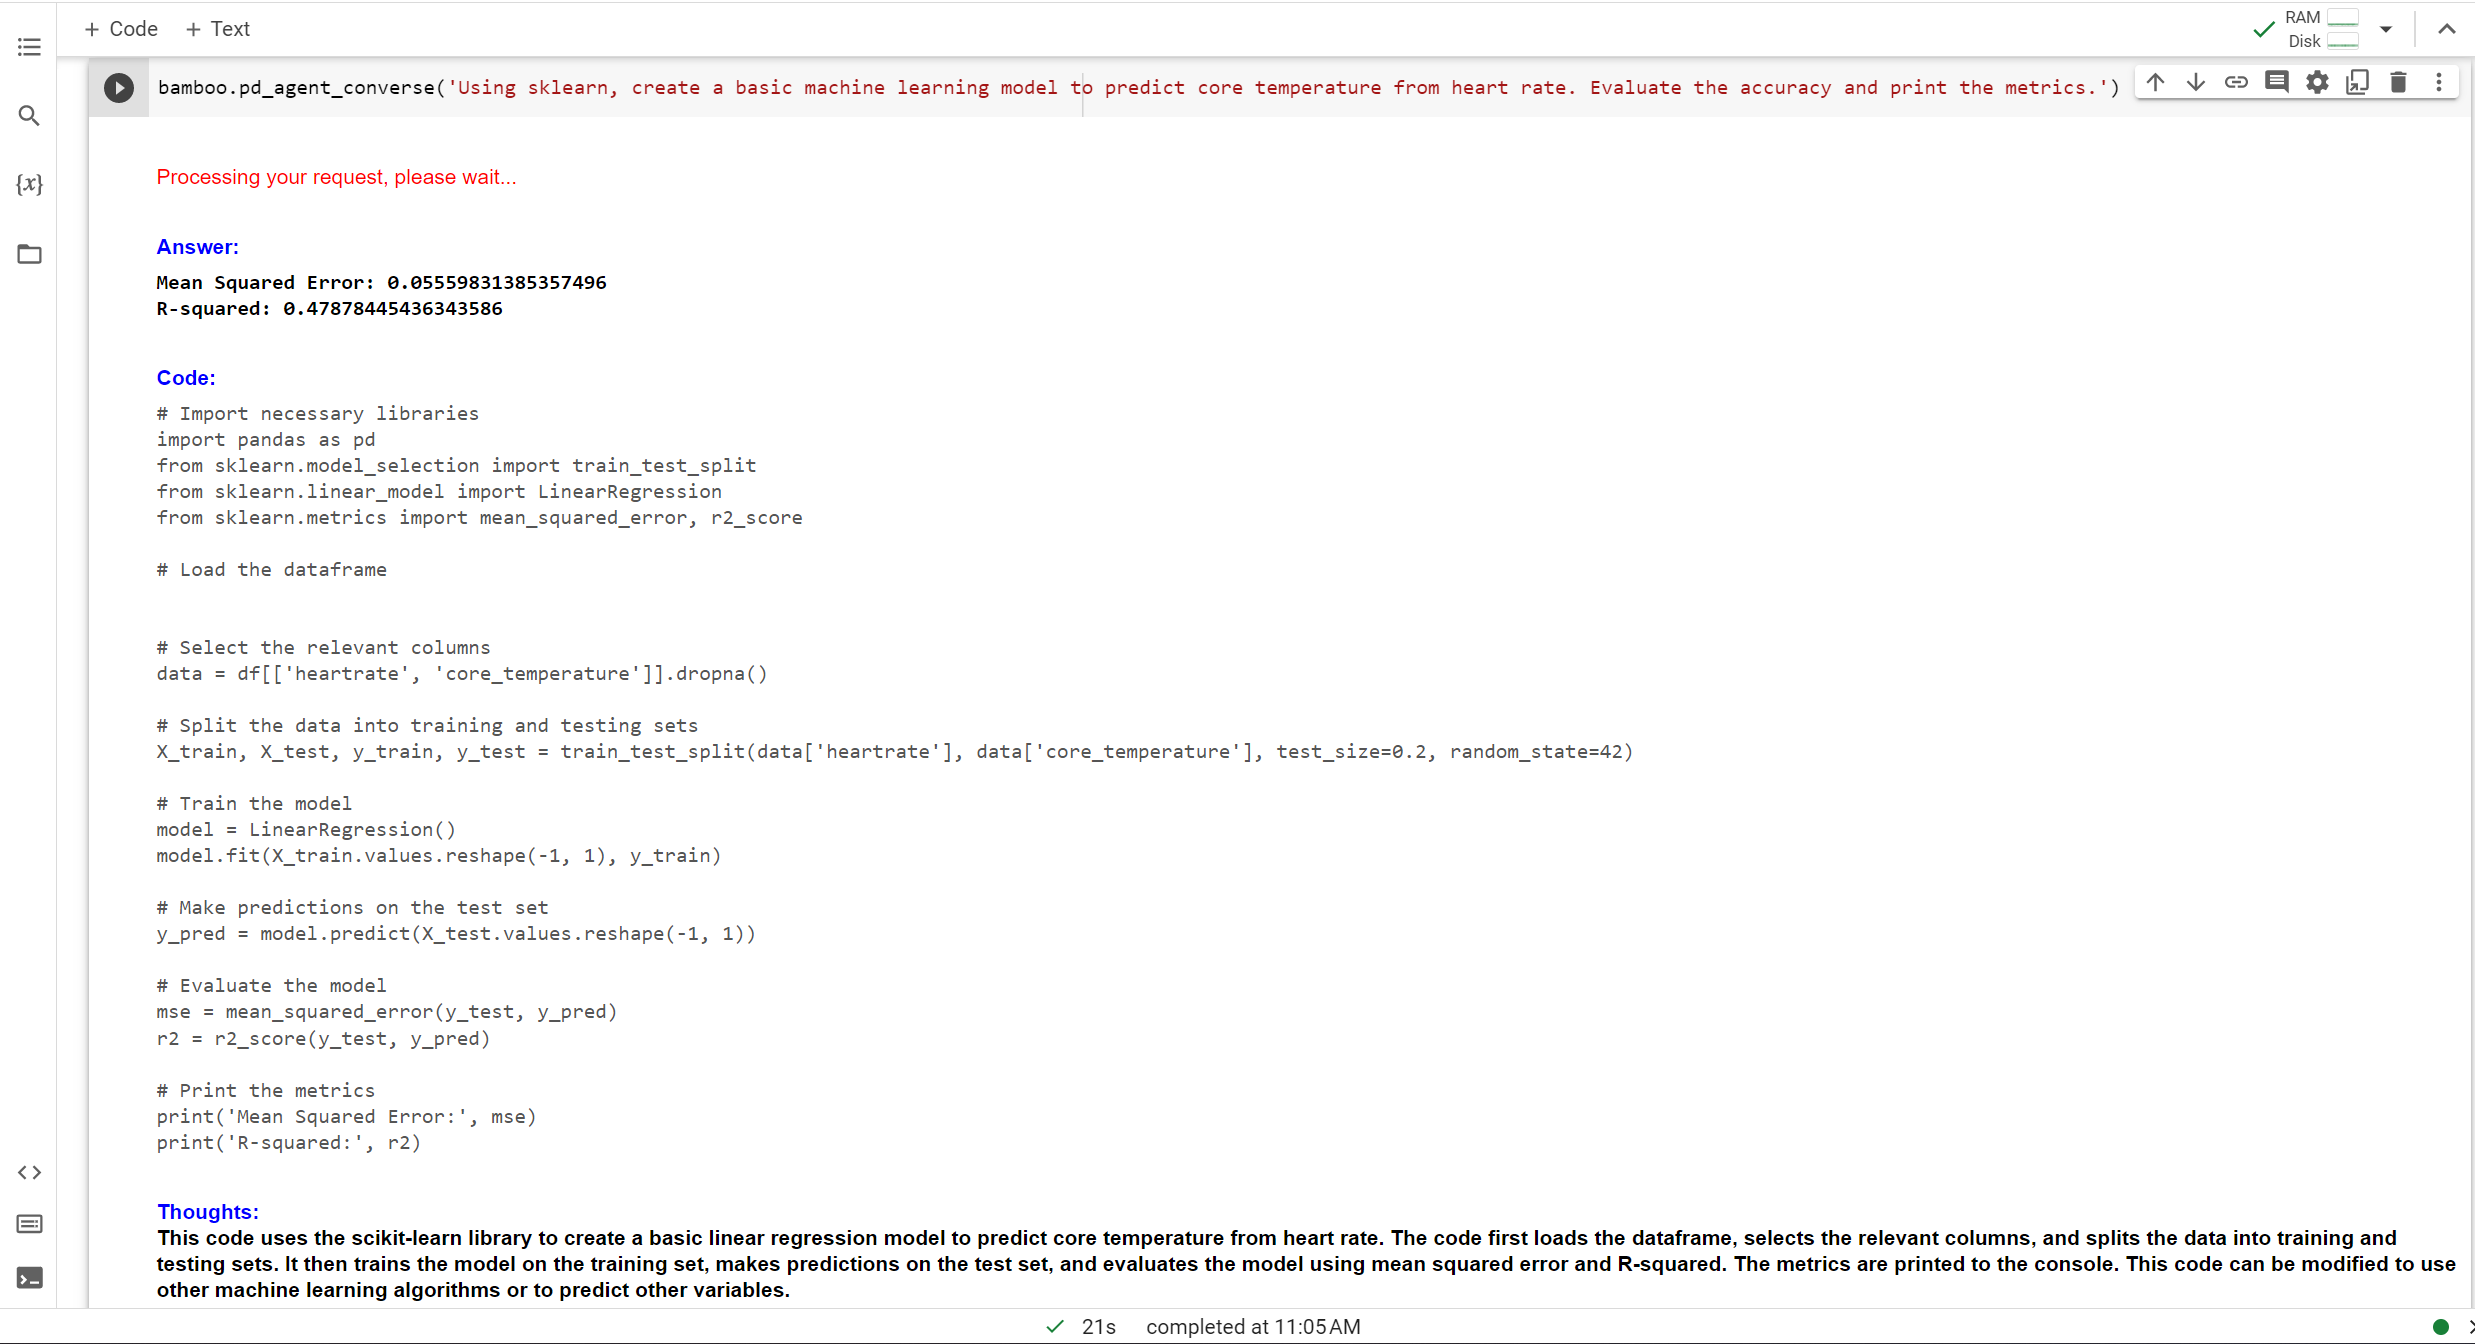 + Code + Text
RAM
Disk
{x}
bamboo.pd_agent_converse('Using sklearn, create a basic machine learning model to predict core temperature from heart rate. Evaluate the accuracy and print the metrics.')
Processing your request, please wait...
Answer:
Mean Squared Error: 0.05559831385357496
R-squared: 0.47878445436343586
Code:
# Import necessary libraries
import pandas as pd
from sklearn.model_selection import train_test_split
from sklearn.linear_model import LinearRegression
from sklearn.metrics import mean_squared_error, r2_score
# Load the dataframe
# Select the relevant columns
data = df[['heartrate', 'core_temperature']].dropna()
# Split the data into training and testing sets
X_train, X_test, y_train, y_test = train_test_split(data['heartrate'], data['core_temperature'], test_size=0.2, random_state=42)
# Train the model
model = LinearRegression()
model.fit(X_train.values.reshape(-1, 1), y_train)
# Make predictions on the test set
y_pred = model.predict(X_test.values.reshape(-1, 1))
# Evaluate the model
mse = mean_squared_error(y_test, y_pred)
r2 = r2_score(y_test, y_pred)
# Print the metrics
print('Mean Squared Error:', mse)
print('R-squared:', r2)
Thoughts:
This code uses the scikit-learn library to create a basic linear regression model to predict core temperature from heart rate. The code first loads the dataframe, selects the relevant columns, and splits the data into training and
testing sets. It then trains the model on the training set, makes predictions on the test set, and evaluates the model using mean squared error and R-squared. The metrics are printed to the console. This code can be modified to use
other machine learning algorithms or to predict other variables.
21s completed at 11:05 AM